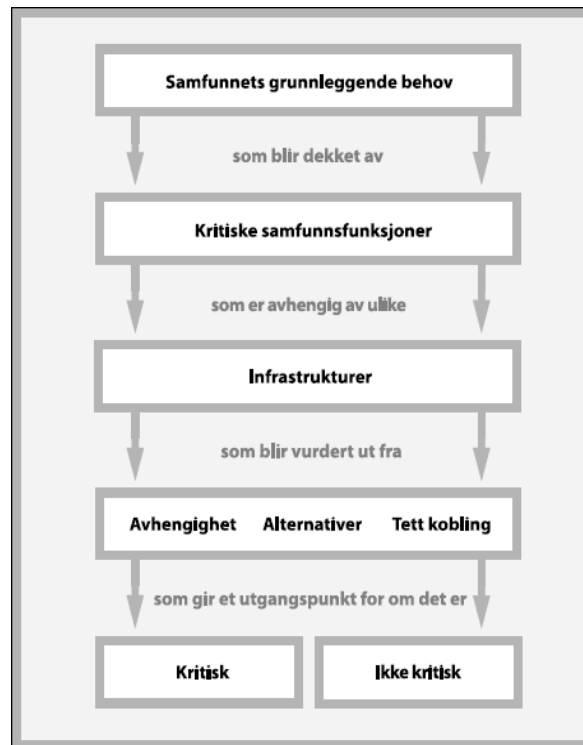 Samfunnets grunnleggende behov
som blir dekket av
Kritiske samfunnsfunksjoner
som er avhengig av ulike
Infrastrukturer
som blir vurdert ut fra
Avhengighet Alternativer Tett kobling
som gir et utgangspunkt for om det er
Kritisk Ikke kritisk